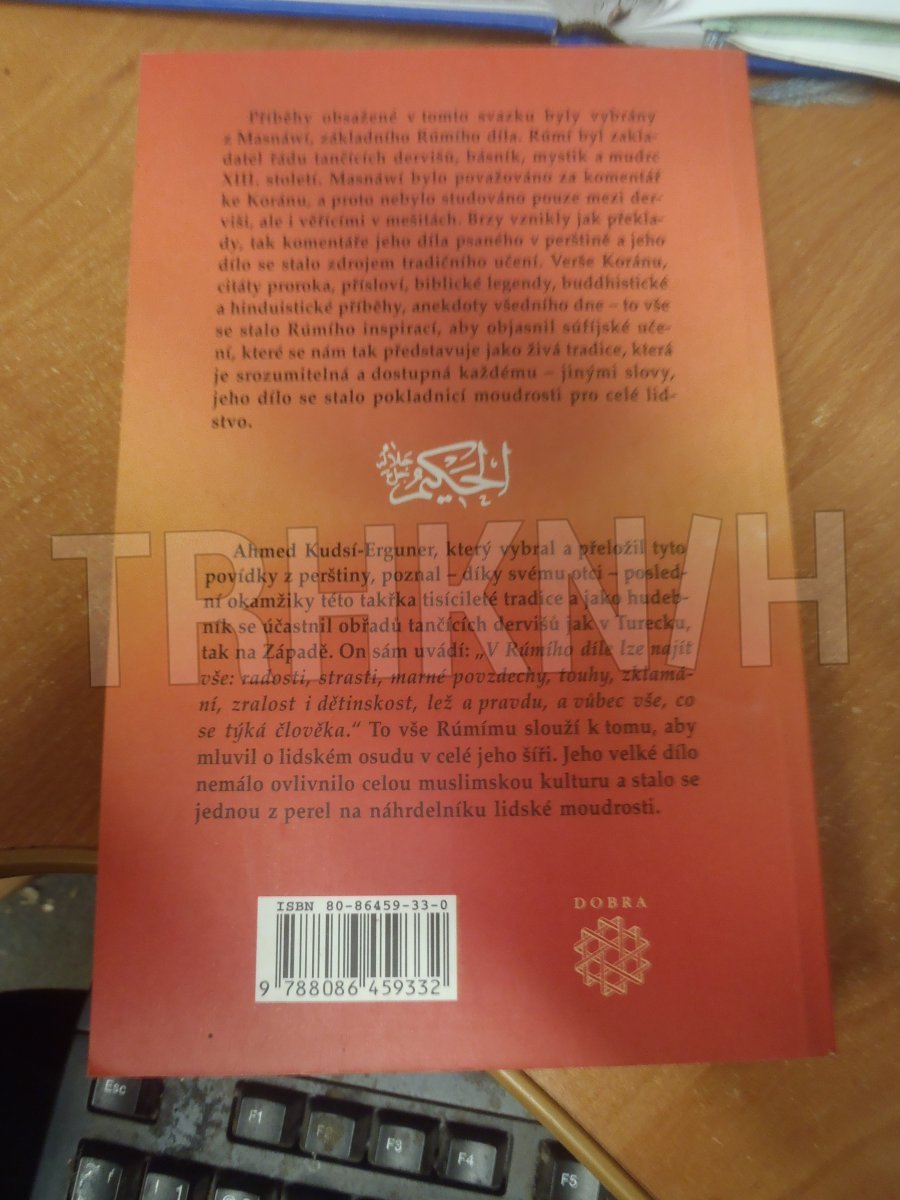 Příběhy obsažené v tomto svazku byly vybrány
z Masnáwí, základního Rúmího díla. Rúmí byl zakla-
datel řádu tančících dervišů, básník, mystik a mudrc
XIII. století. Masnáwí bylo považováno za komentář
ke Koránu, a proto nebylo studováno pouze mezi der-
viši, ale i věřícími v mešitách. Brzy vznikly jak překla-
dy, tak komentáře jeho díla psaného v perštině a jeho
dílo se stalo zdrojem tradičního učení. Verše Koránu,
citáty proroka, přísloví, biblické legendy, buddhistické
a hinduistické příběhy, anekdoty všedního dne – to vše
se stalo Rúmího inspirací, aby objasnil súfíjské uče-
ní, které se nám tak představuje jako živá tradice, která
je srozumitelná a dostupná každému – jinými slovy,
jeho dílo se stalo pokladnicí moudrosti pro celé lid-
stvo.
الحكيم جل جلاله
Ahmed Kudsí-Erguner, který vybral a přeložil tyto
povídky z perštiny, poznal – díky svému otci – posled-
ní okamžiky této takřka tisícileté tradice a jako hudeb-
ník se účastnil obřadů tančících dervišů jak v Turecku,
tak na Západě. On sám uvádí: „V Rúmího díle lze najít
vše: radosti, strasti, marné povzdechy, touhy, zklamá-
ní, zralost i dětinskost, lež a pravdu, a vůbec vše, co
se týká člověka.“ To vše Rúmímu slouží k tomu, aby
mluvil o lidském osudu v celé jeho šíři. Jeho velké dílo
nemálo ovlivnilo celou muslimskou kulturu a stalo se
jednou z perel na náhrdelníku lidské moudrosti.
TRHKNIH
ISBN 80-86459-33-0
9 788086 459332
DOBRA
Esc
F1
F2
F3
F4
F5